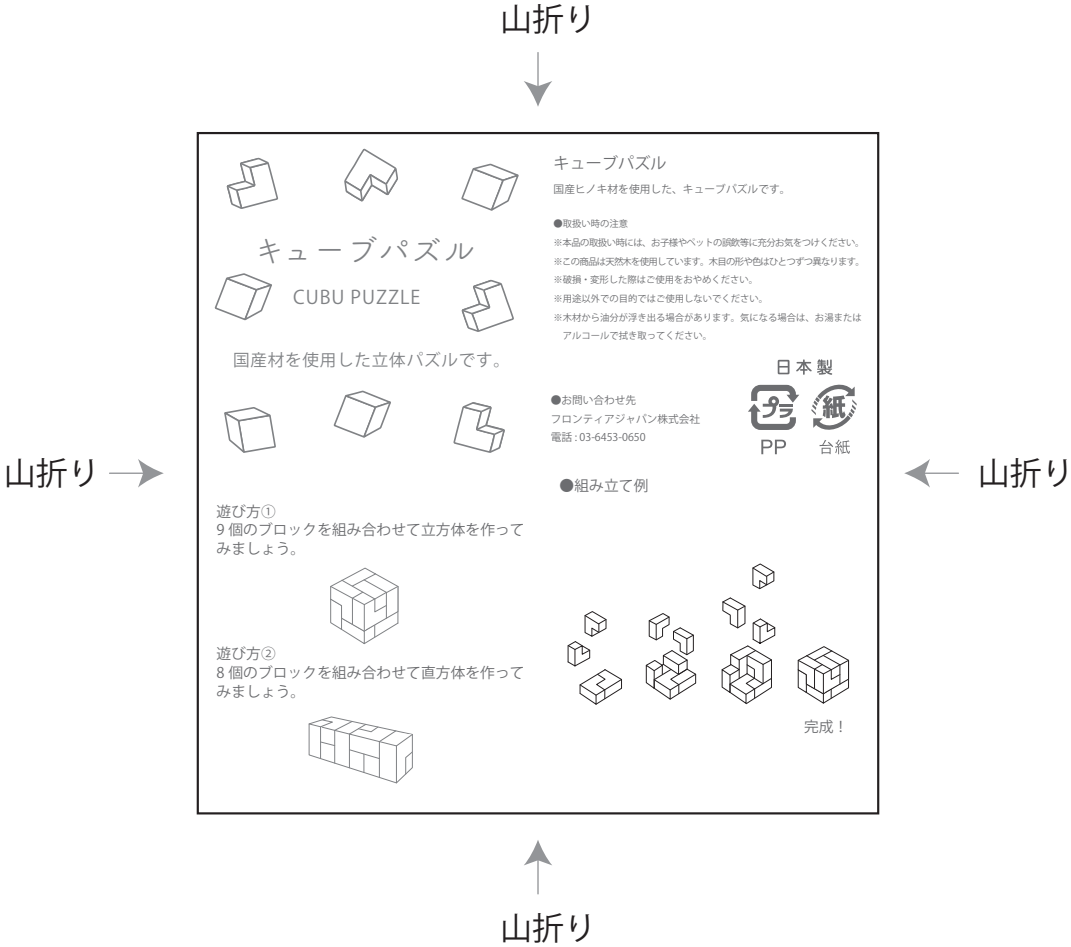 山折り
キューブパズル
CUBU PUZZLE
国産材を使用した立体パズルです。
キューブパズル
国産ヒノキ材を使用した、キューブパズルです。
●取扱い時の注意
※本品の取扱い時には、お子様やペットの誤飲等に充分お気をつけください。
※この商品は天然木を使用しています。木目の形や色はひとつずつ異なります。
※破損・変形した際はご使用をおやめください。
※用途以外での目的ではご使用しないでください。
※木材から油分が浮き出る場合があります。気になる場合は、お湯または
アルコールで拭き取ってください。
日本製
プラ
紙
PP
台紙
●お問い合わせ先
フロンティアジャパン株式会社
電話 : 03-6453-0650
山折り
山折り
遊び方①
9 個のブロックを組み合わせて立方体を作って
みましょう。
遊び方②
8 個のブロックを組み合わせて直方体を作って
みましょう。
●組み立て例
完成！
山折り